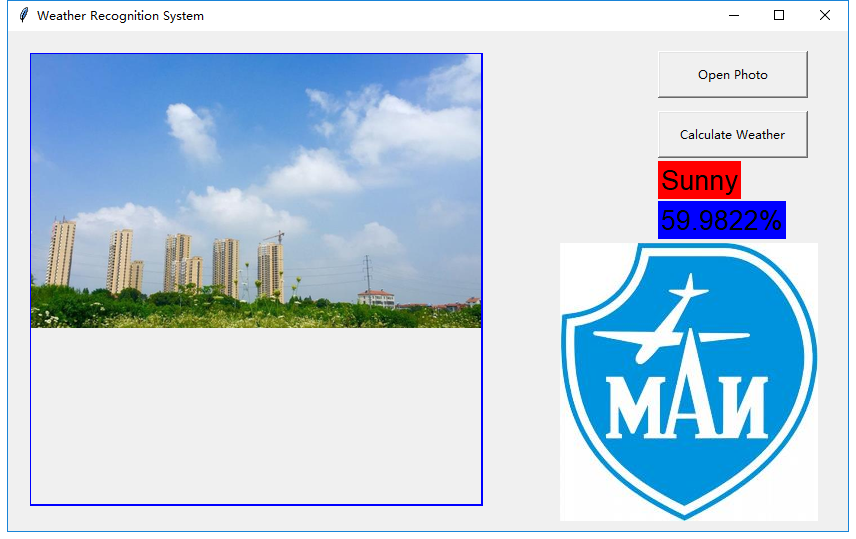 Weather Recognition System
Open Photo
Calculate Weather
Sunny
59.9822%
МАИ